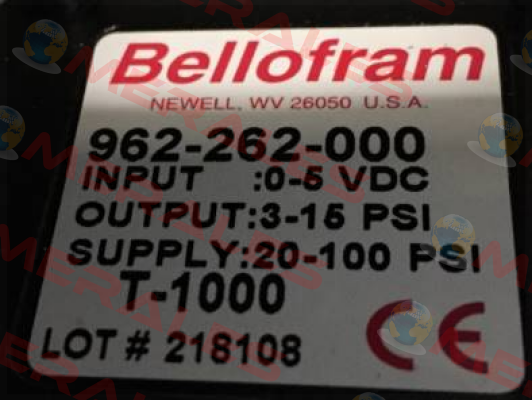 Bellofram
NEWELL, WV 26050 U.S.A.
962-262-000
INPUT :0-5 VDC
OUTPUT:3-15 PSI
SUPPLY:20-100 PSI
T-1000
LOT # 218108 CE